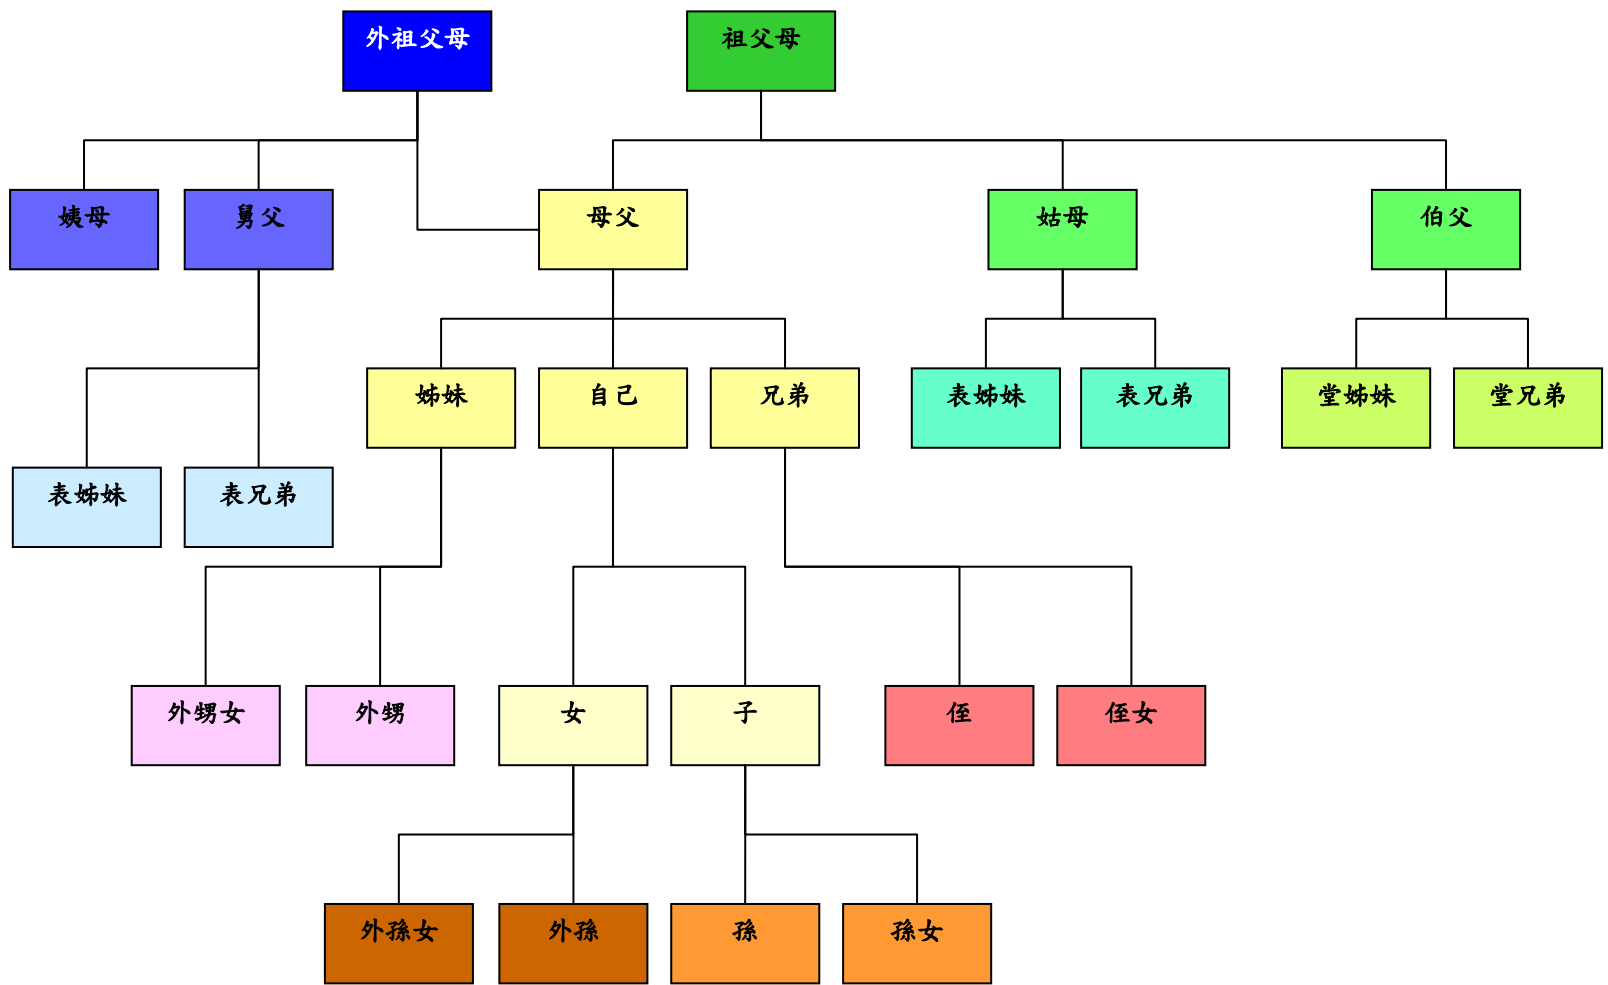 外祖父母
祖父母
姨母
舅父
母父
姑母
伯父
姊妹
自己
兄弟
表姊妹
表兄弟
堂姊妹
堂兄弟
表姊妹
表兄弟
外甥女
外甥
女
子
侄
侄女
外孫女
外孫
孫
孫女